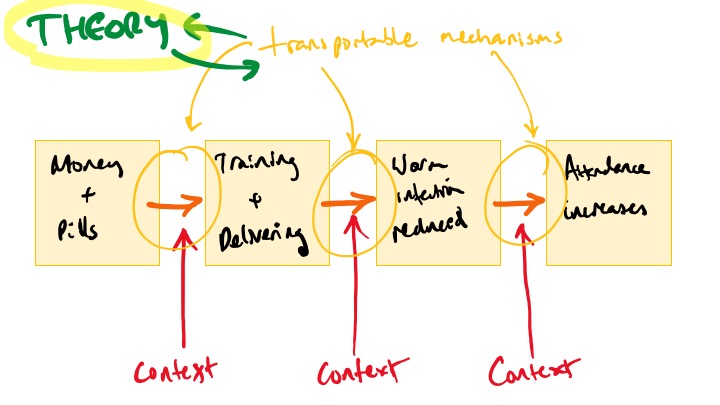 THEORY
transportable mechanisms
Money
+
Pills
Training
+
Delivering
Worm
infection
reduced
Attendance
increases
Context
Context
Context